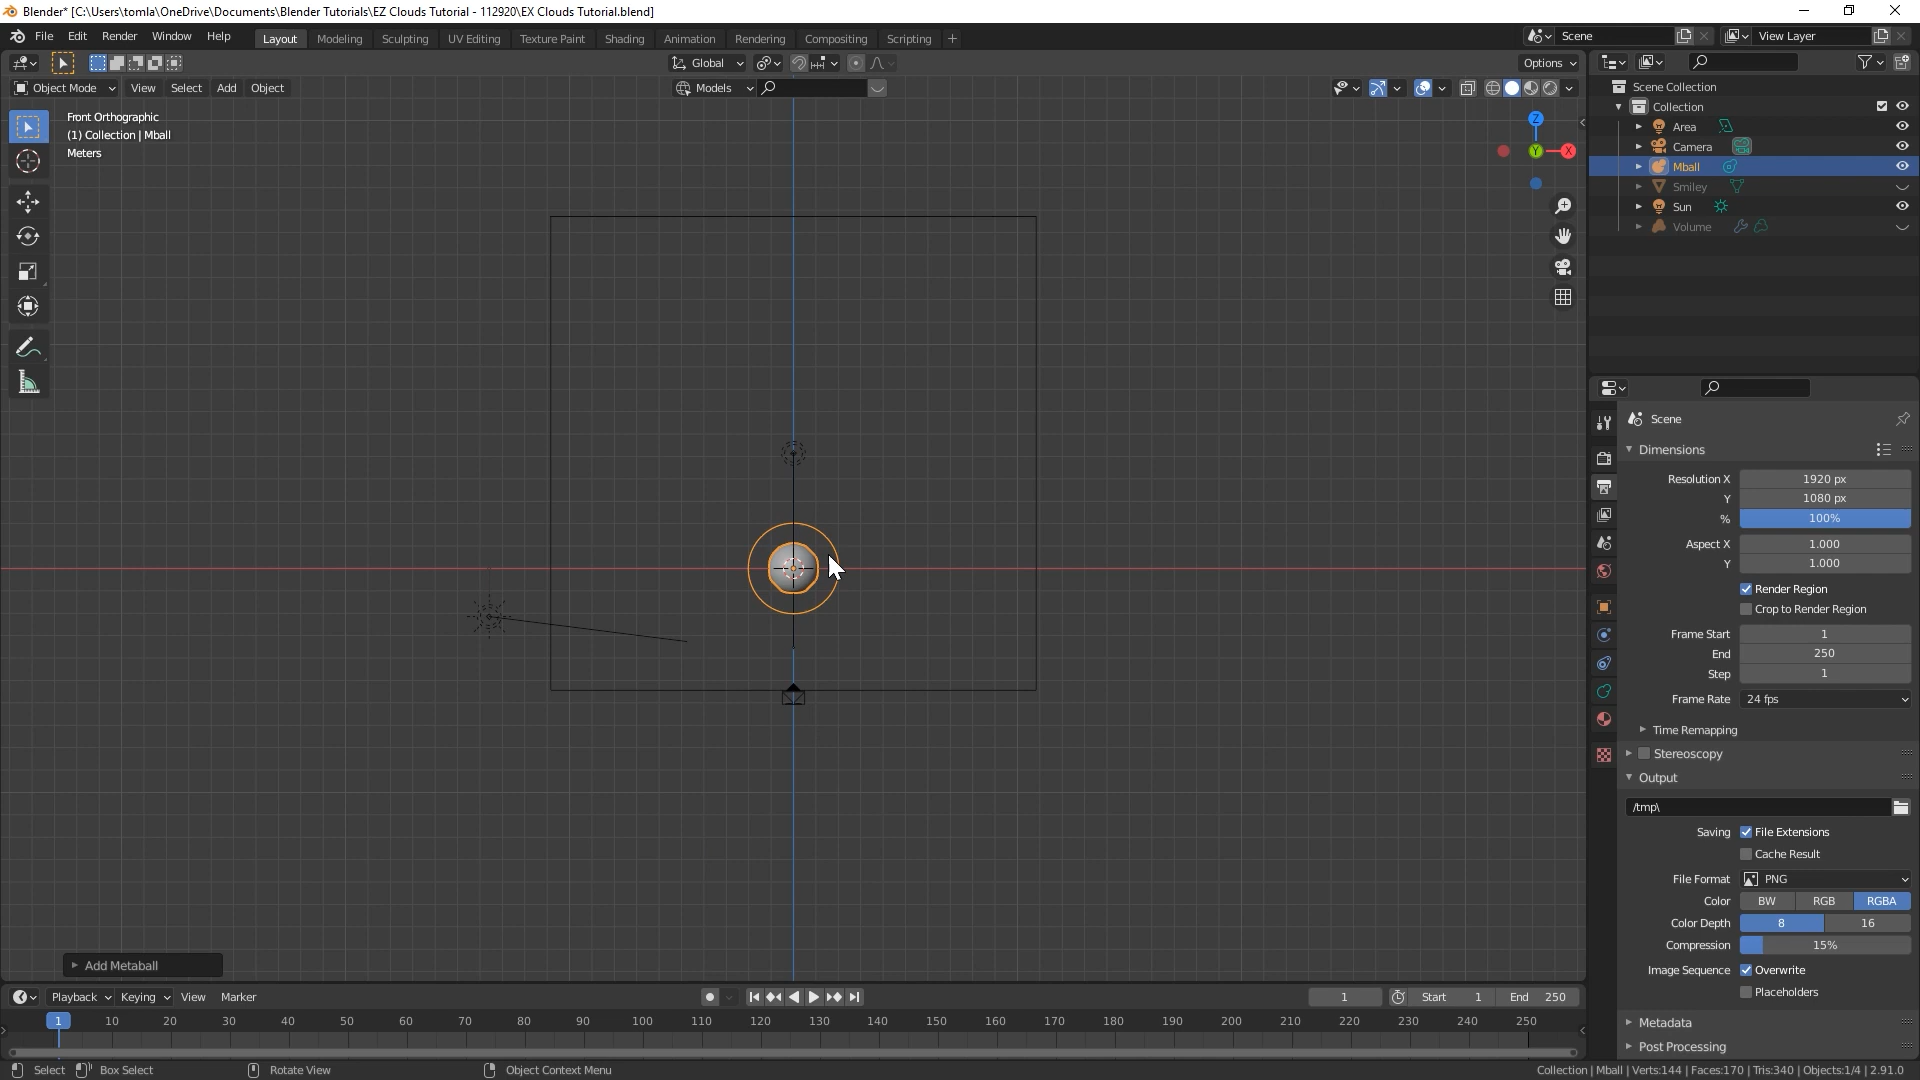 Blender* [C:\Users\tomla\OneDrive\Documents\Blender Tutorials\EZ Clouds Tutorial - 112920\EX Clouds Tutorial.blend]
File Edit Render Window Help Layout Modeling Sculpting UV Editing Texture Paint Shading Animation Rendering Compositing Scripting + Scene View Layer
Global Options
Object Mode View Select Add Object Models
Front Orthographic
(1) Collection | Mball
Meters
Z
Y
X
Scene Collection
Collection
Area
Camera
Mball
Smiley
Sun
Volume
Scene
Dimensions
Resolution X 1920 px
Y 1080 px
% 100%
Aspect X 1.000
Y 1.000
Render Region
Crop to Render Region
Frame Start 1
End 250
Step 1
Frame Rate 24 fps
Time Remapping
Stereoscopy
Output
/tmp\
Saving File Extensions
Cache Result
File Format PNG
Color BW RGB RGBA
Color Depth 8 16
Compression 15%
Image Sequence Overwrite
Placeholders
Metadata
Post Processing
Add Metaball
Playback Keying View Marker 1 Start 1 End 250
1 10 20 30 40 50 60 70 80 90 100 110 120 130 140 150 160 170 180 190 200 210 220 230 240 250
Select Box Select Rotate View Object Context Menu Collection | Mball | Verts:144 | Faces:170 | Tris:340 | Objects:1/4 | 2.91.0